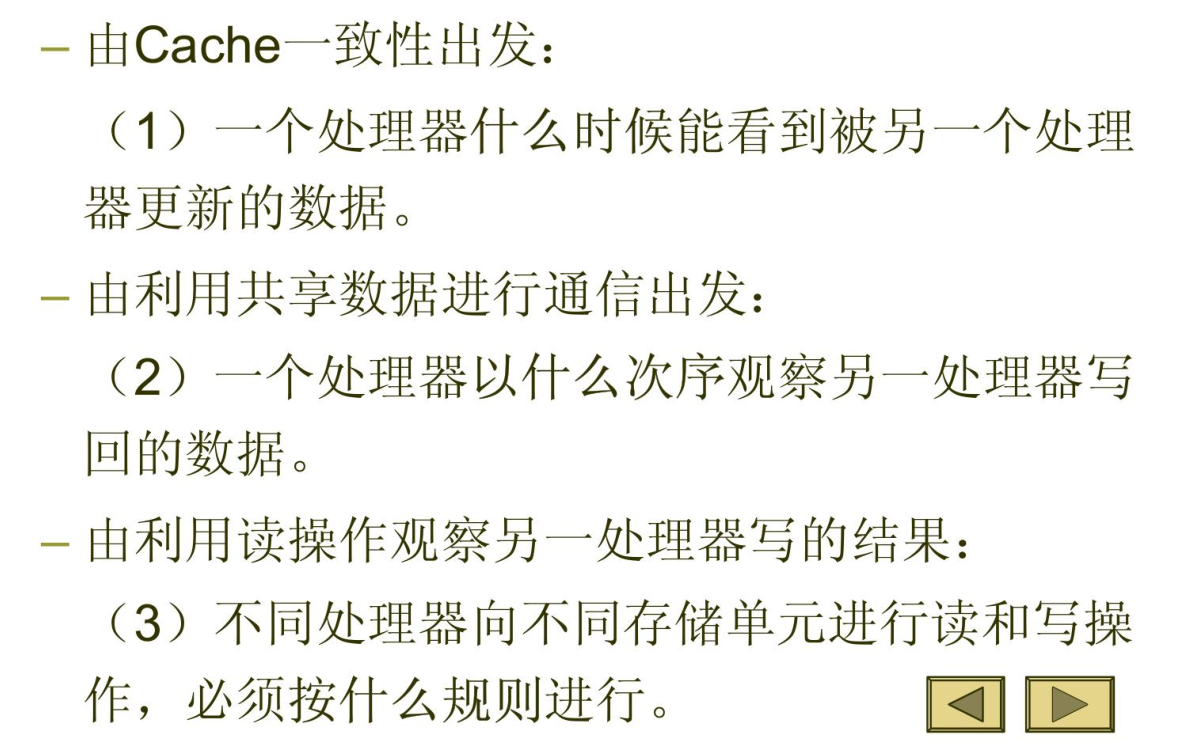 – 由Cache一致性出发：
（1）一个处理器什么时候能看到被另一个处理
器更新的数据。
– 由利用共享数据进行通信出发：
（2）一个处理器以什么次序观察另一处理器写
回的数据。
– 由利用读操作观察另一处理器写的结果：
（3）不同处理器向不同存储单元进行读和写操
作，必须按什么规则进行。